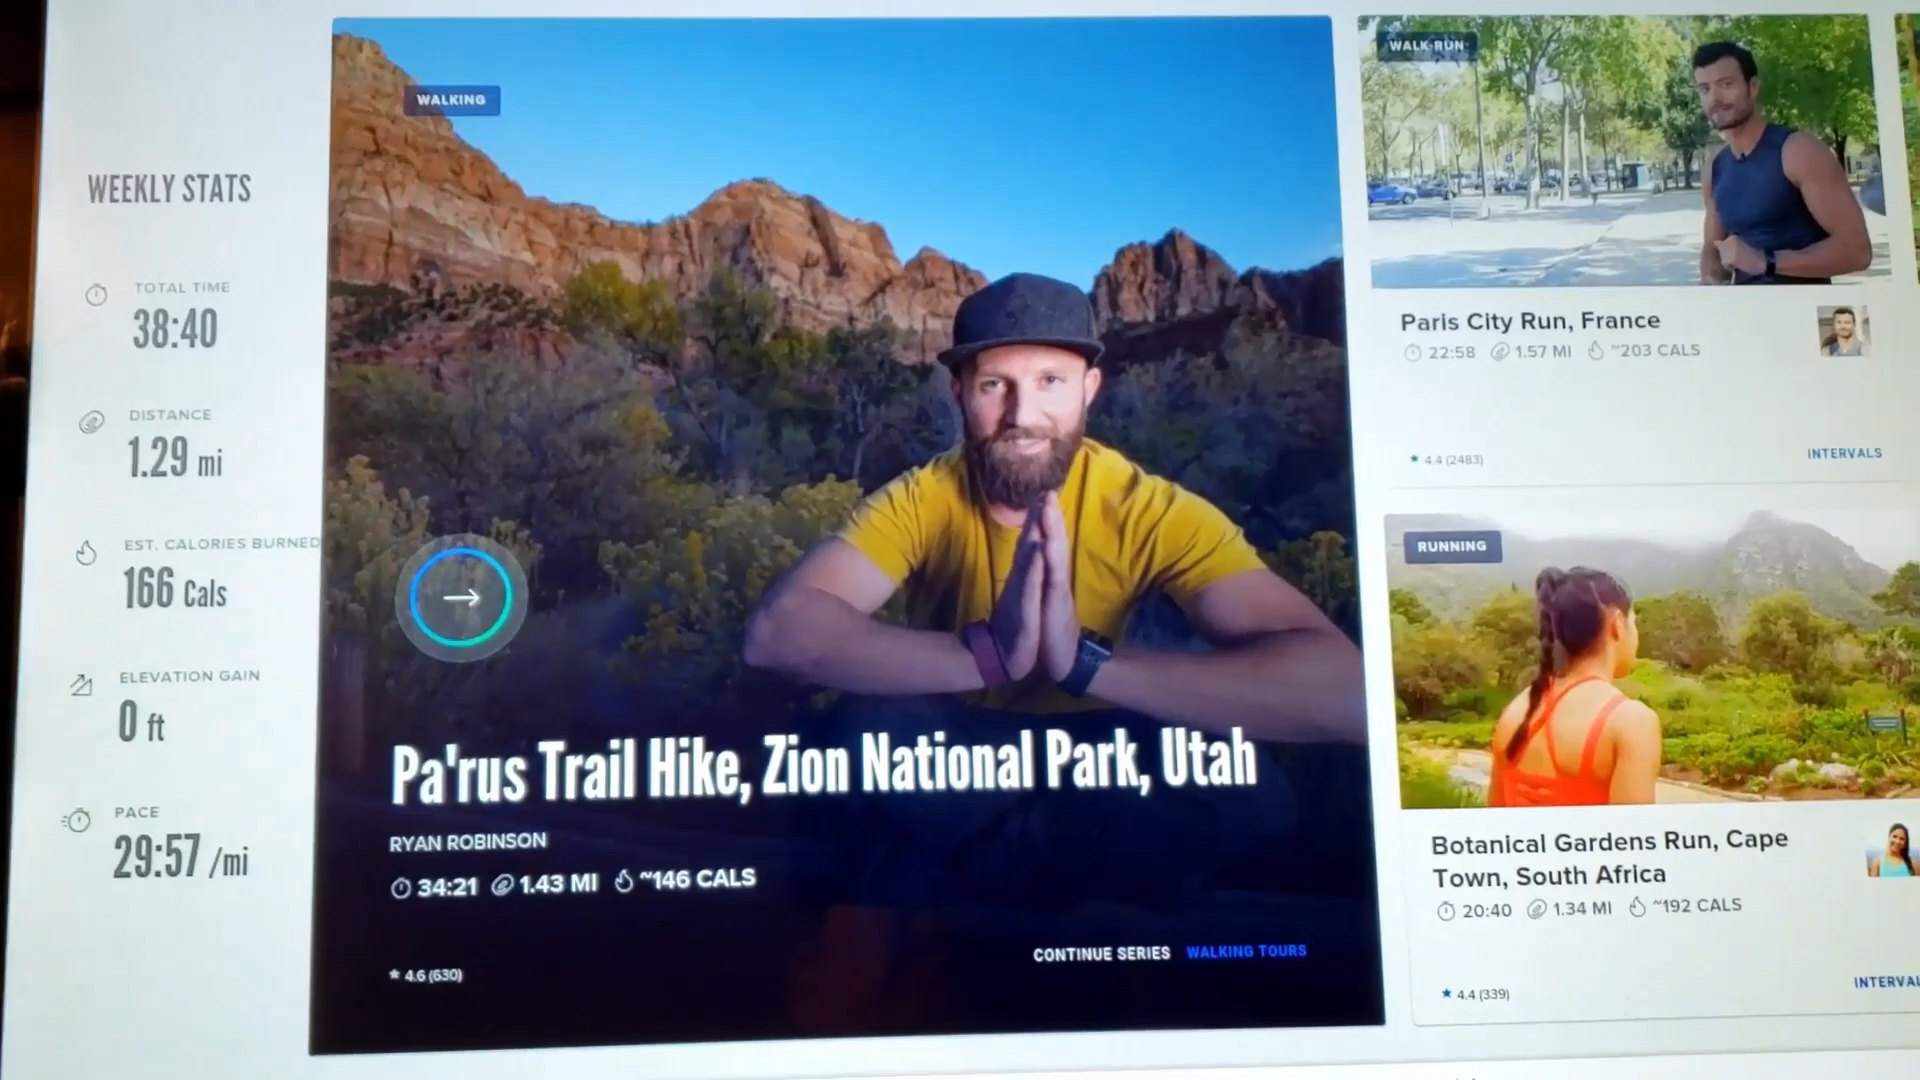 WEEKLY STATS
TOTAL TIME
38:40
DISTANCE
1.29 mi
EST. CALORIES BURNED
166 Cals
ELEVATION GAIN
0 ft
PACE
29:57 /mi
WALKING
Pa'rus Trail Hike, Zion National Park, Utah
RYAN ROBINSON
34:21 1.43 MI ~146 CALS
4.6 (630)
CONTINUE SERIES WALKING TOURS
WALK-RUN
Paris City Run, France
22:58 1.57 MI ~203 CALS
4.4 (2483)
INTERVALS
RUNNING
Botanical Gardens Run, Cape
Town, South Africa
20:40 1.34 MI ~192 CALS
4.4 (339)
INTERVAL